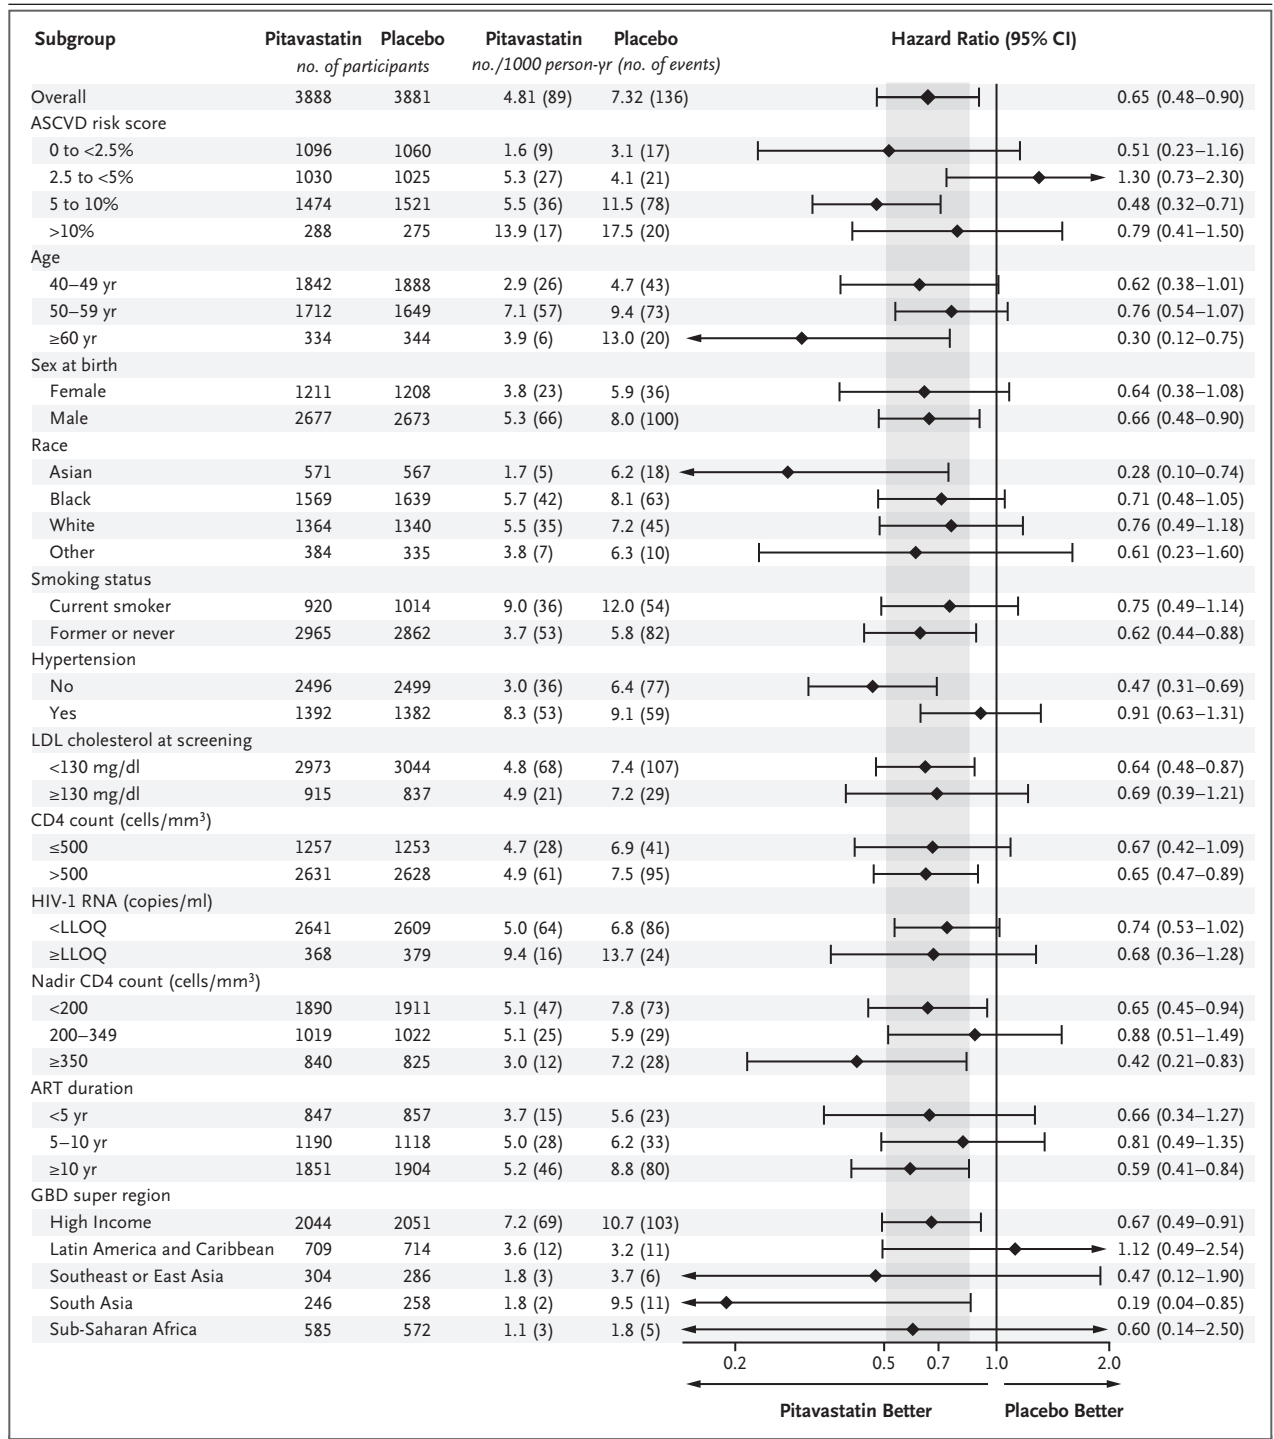 Subgroup Pitavastatin Placebo Pitavastatin Placebo Hazard Ratio (95% CI)
no. of participants no./1000 person-yr (no. of events)
Overall 3888 3881 4.81 (89) 7.32 (136) 0.65 (0.48–0.90)
ASCVD risk score
0 to <2.5% 1096 1060 1.6 (9) 3.1 (17) 0.51 (0.23–1.16)
2.5 to <5% 1030 1025 5.3 (27) 4.1 (21) 1.30 (0.73–2.30)
5 to 10% 1474 1521 5.5 (36) 11.5 (78) 0.48 (0.32–0.71)
>10% 288 275 13.9 (17) 17.5 (20) 0.79 (0.41–1.50)
Age
40–49 yr 1842 1888 2.9 (26) 4.7 (43) 0.62 (0.38–1.01)
50–59 yr 1712 1649 7.1 (57) 9.4 (73) 0.76 (0.54–1.07)
≥60 yr 334 344 3.9 (6) 13.0 (20) 0.30 (0.12–0.75)
Sex at birth
Female 1211 1208 3.8 (23) 5.9 (36) 0.64 (0.38–1.08)
Male 2677 2673 5.3 (66) 8.0 (100) 0.66 (0.48–0.90)
Race
Asian 571 567 1.7 (5) 6.2 (18) 0.28 (0.10–0.74)
Black 1569 1639 5.7 (42) 8.1 (63) 0.71 (0.48–1.05)
White 1364 1340 5.5 (35) 7.2 (45) 0.76 (0.49–1.18)
Other 384 335 3.8 (7) 6.3 (10) 0.61 (0.23–1.60)
Smoking status
Current smoker 920 1014 9.0 (36) 12.0 (54) 0.75 (0.49–1.14)
Former or never 2965 2862 3.7 (53) 5.8 (82) 0.62 (0.44–0.88)
Hypertension
No 2496 2499 3.0 (36) 6.4 (77) 0.47 (0.31–0.69)
Yes 1392 1382 8.3 (53) 9.1 (59) 0.91 (0.63–1.31)
LDL cholesterol at screening
<130 mg/dl 2973 3044 4.8 (68) 7.4 (107) 0.64 (0.48–0.87)
≥130 mg/dl 915 837 4.9 (21) 7.2 (29) 0.69 (0.39–1.21)
CD4 count (cells/mm³)
≤500 1257 1253 4.7 (28) 6.9 (41) 0.67 (0.42–1.09)
>500 2631 2628 4.9 (61) 7.5 (95) 0.65 (0.47–0.89)
HIV-1 RNA (copies/ml)
<LLOQ 2641 2609 5.0 (64) 6.8 (86) 0.74 (0.53–1.02)
≥LLOQ 368 379 9.4 (16) 13.7 (24) 0.68 (0.36–1.28)
Nadir CD4 count (cells/mm³)
<200 1890 1911 5.1 (47) 7.8 (73) 0.65 (0.45–0.94)
200–349 1019 1022 5.1 (25) 5.9 (29) 0.88 (0.51–1.49)
≥350 840 825 3.0 (12) 7.2 (28) 0.42 (0.21–0.83)
ART duration
<5 yr 847 857 3.7 (15) 5.6 (23) 0.66 (0.34–1.27)
5–10 yr 1190 1118 5.0 (28) 6.2 (33) 0.81 (0.49–1.35)
≥10 yr 1851 1904 5.2 (46) 8.8 (80) 0.59 (0.41–0.84)
GBD super region
High Income 2044 2051 7.2 (69) 10.7 (103) 0.67 (0.49–0.91)
Latin America and Caribbean 709 714 3.6 (12) 3.2 (11) 1.12 (0.49–2.54)
Southeast or East Asia 304 286 1.8 (3) 3.7 (6) 0.47 (0.12–1.90)
South Asia 246 258 1.8 (2) 9.5 (11) 0.19 (0.04–0.85)
Sub-Saharan Africa 585 572 1.1 (3) 1.8 (5) 0.60 (0.14–2.50)
0.2 0.5 0.7 1.0 2.0
Pitavastatin Better Placebo Better